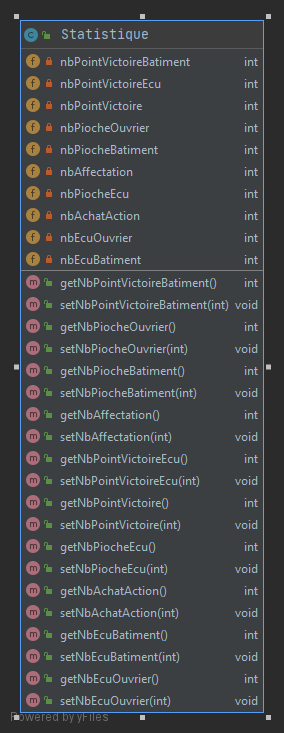 Statistique
nbPointVictoireBatiment int
nbPointVictoireEcu int
nbPointVictoire int
nbPiocheOuvrier int
nbPiocheBatiment int
nbAffectation int
nbPiocheEcu int
nbAchatAction int
nbEcuOuvrier int
nbEcuBatiment int
getNbPointVictoireBatiment() int
setNbPointVictoireBatiment(int) void
getNbPiocheOuvrier() int
setNbPiocheOuvrier(int) void
getNbPiocheBatiment() int
setNbPiocheBatiment(int) void
getNbAffectation() int
setNbAffectation(int) void
getNbPointVictoireEcu() int
setNbPointVictoireEcu(int) void
getNbPointVictoire() int
setNbPointVictoire(int) void
getNbPiocheEcu() int
setNbPiocheEcu(int) void
getNbAchatAction() int
setNbAchatAction(int) void
getNbEcuBatiment() int
setNbEcuBatiment(int) void
getNbEcuOuvrier() int
setNbEcuOuvrier(int) void
Powered by yFiles